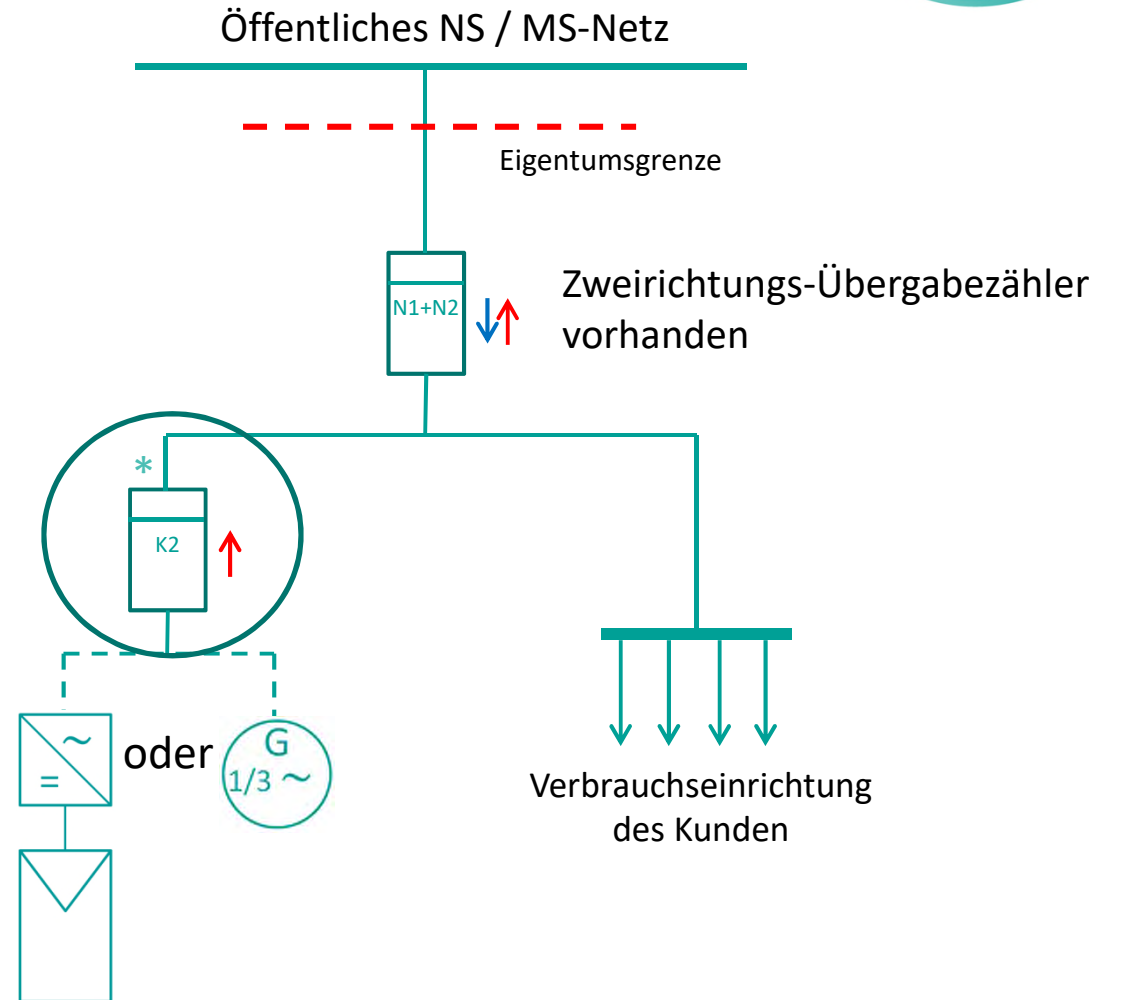 Öffentliches NS / MS-Netz
Eigentumsgrenze
N1+N2
Zweirichtungs-Übergabezähler
vorhanden
*
K2
~
=
oder
G
1/3 ~
Verbrauchseinrichtung
des Kunden